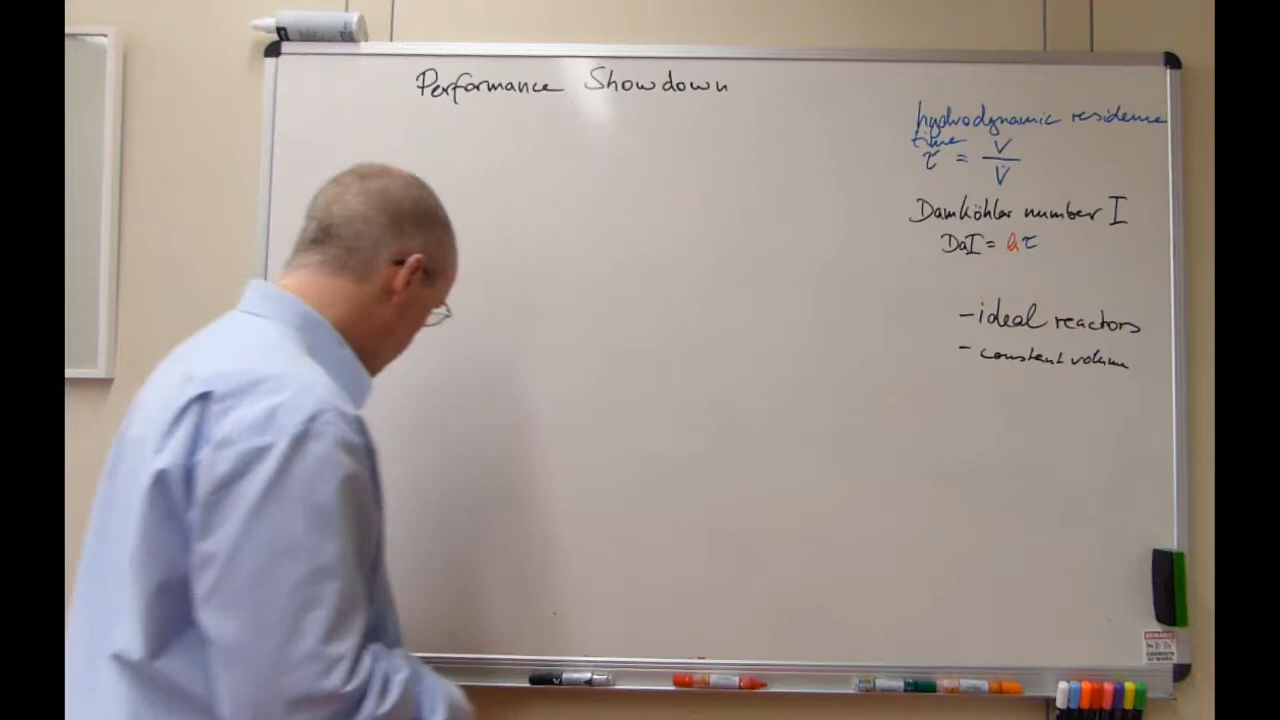 Performance Showdown
hydrodynamic residence
time
τ = V / V̇
Damköhler number I
DaI = kτ
- ideal reactors
- constant volume